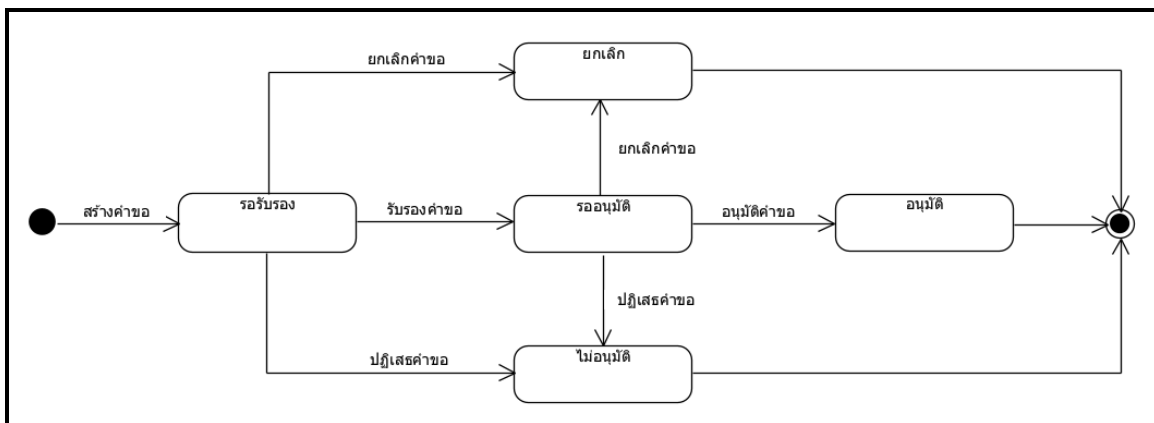 ยกเลิกคำขอ
ยกเลิก
ยกเลิกคำขอ
สร้างคำขอ
รอรับรอง
รับรองคำขอ
รออนุมัติ
อนุมัติคำขอ
อนุมัติ
ปฏิเสธคำขอ
ปฏิเสธคำขอ
ไม่อนุมัติ